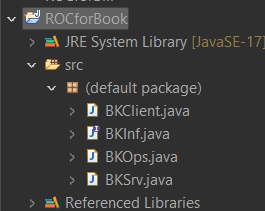 ROCforBook
JRE System Library [JavaSE-17]
src
(default package)
BKClient.java
BKInf.java
BKOps.java
BKSrv.java
Referenced Libraries